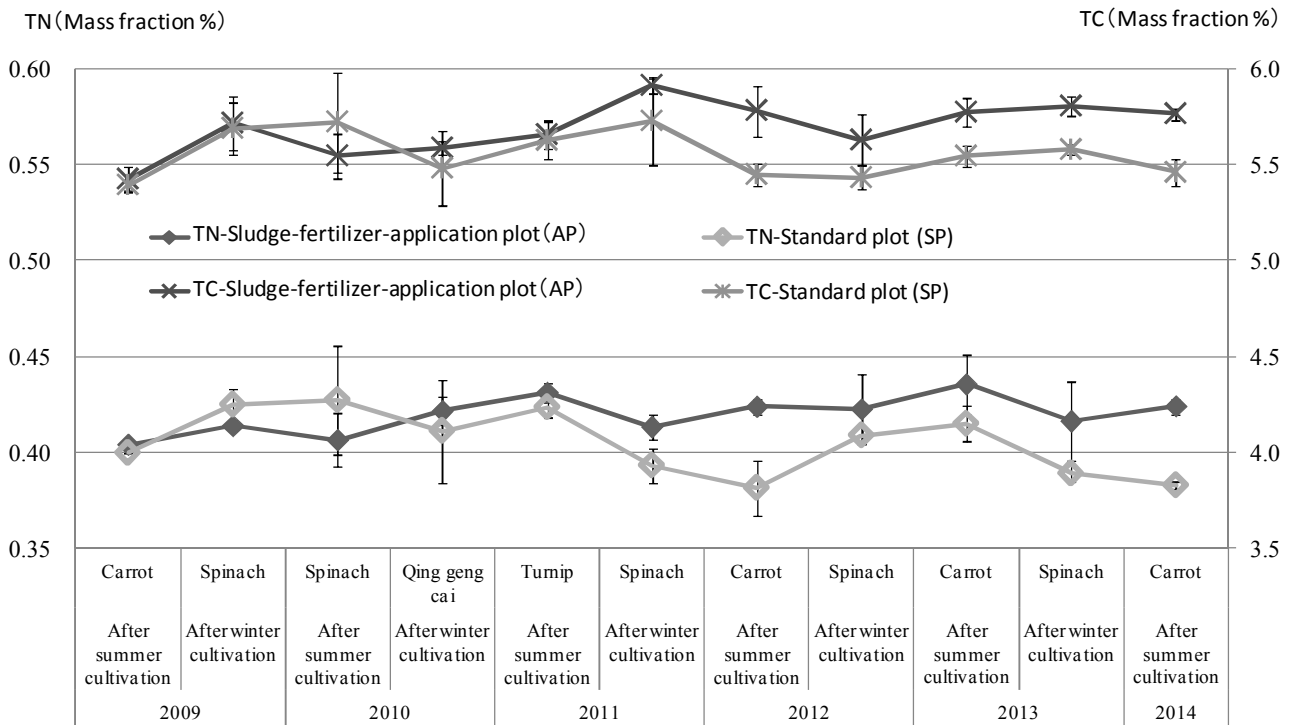 TN（Mass fraction %）
TC（Mass fraction %）
0.60
0.55
0.50
0.45
0.40
0.35
6.0
5.5
5.0
4.5
4.0
3.5
TN-Sludge-fertilizer-application plot（AP）
TN-Standard plot (SP)
TC-Sludge-fertilizer-application plot（AP）
TC-Standard plot (SP)
Carrot
Spinach
Spinach
Qing geng
cai
Turnip
Spinach
Carrot
Spinach
Carrot
Spinach
Carrot
After
summer
cultivation
After winter
cultivation
After
summer
cultivation
After winter
cultivation
After
summer
cultivation
After winter
cultivation
After
summer
cultivation
After winter
cultivation
After
summer
cultivation
After winter
cultivation
After
summer
cultivation
2009
2010
2011
2012
2013
2014